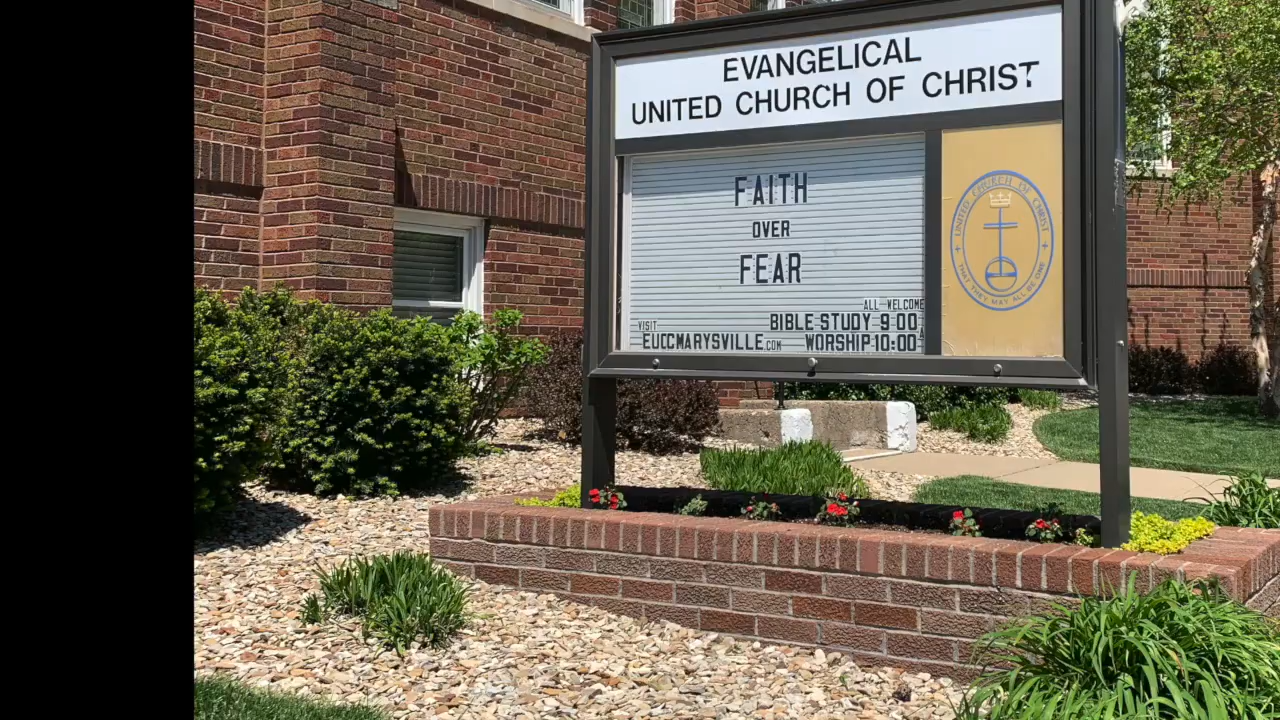 EVANGELICAL
UNITED CHURCH OF CHRIST
FAITH
OVER
FEAR
ALL WELCOME
VISIT BIBLE STUDY 9:00
EUCCMARYSVILLE.COM WORSHIP 10:00
UNITED CHURCH OF CHRIST
THAT THEY MAY ALL BE ONE